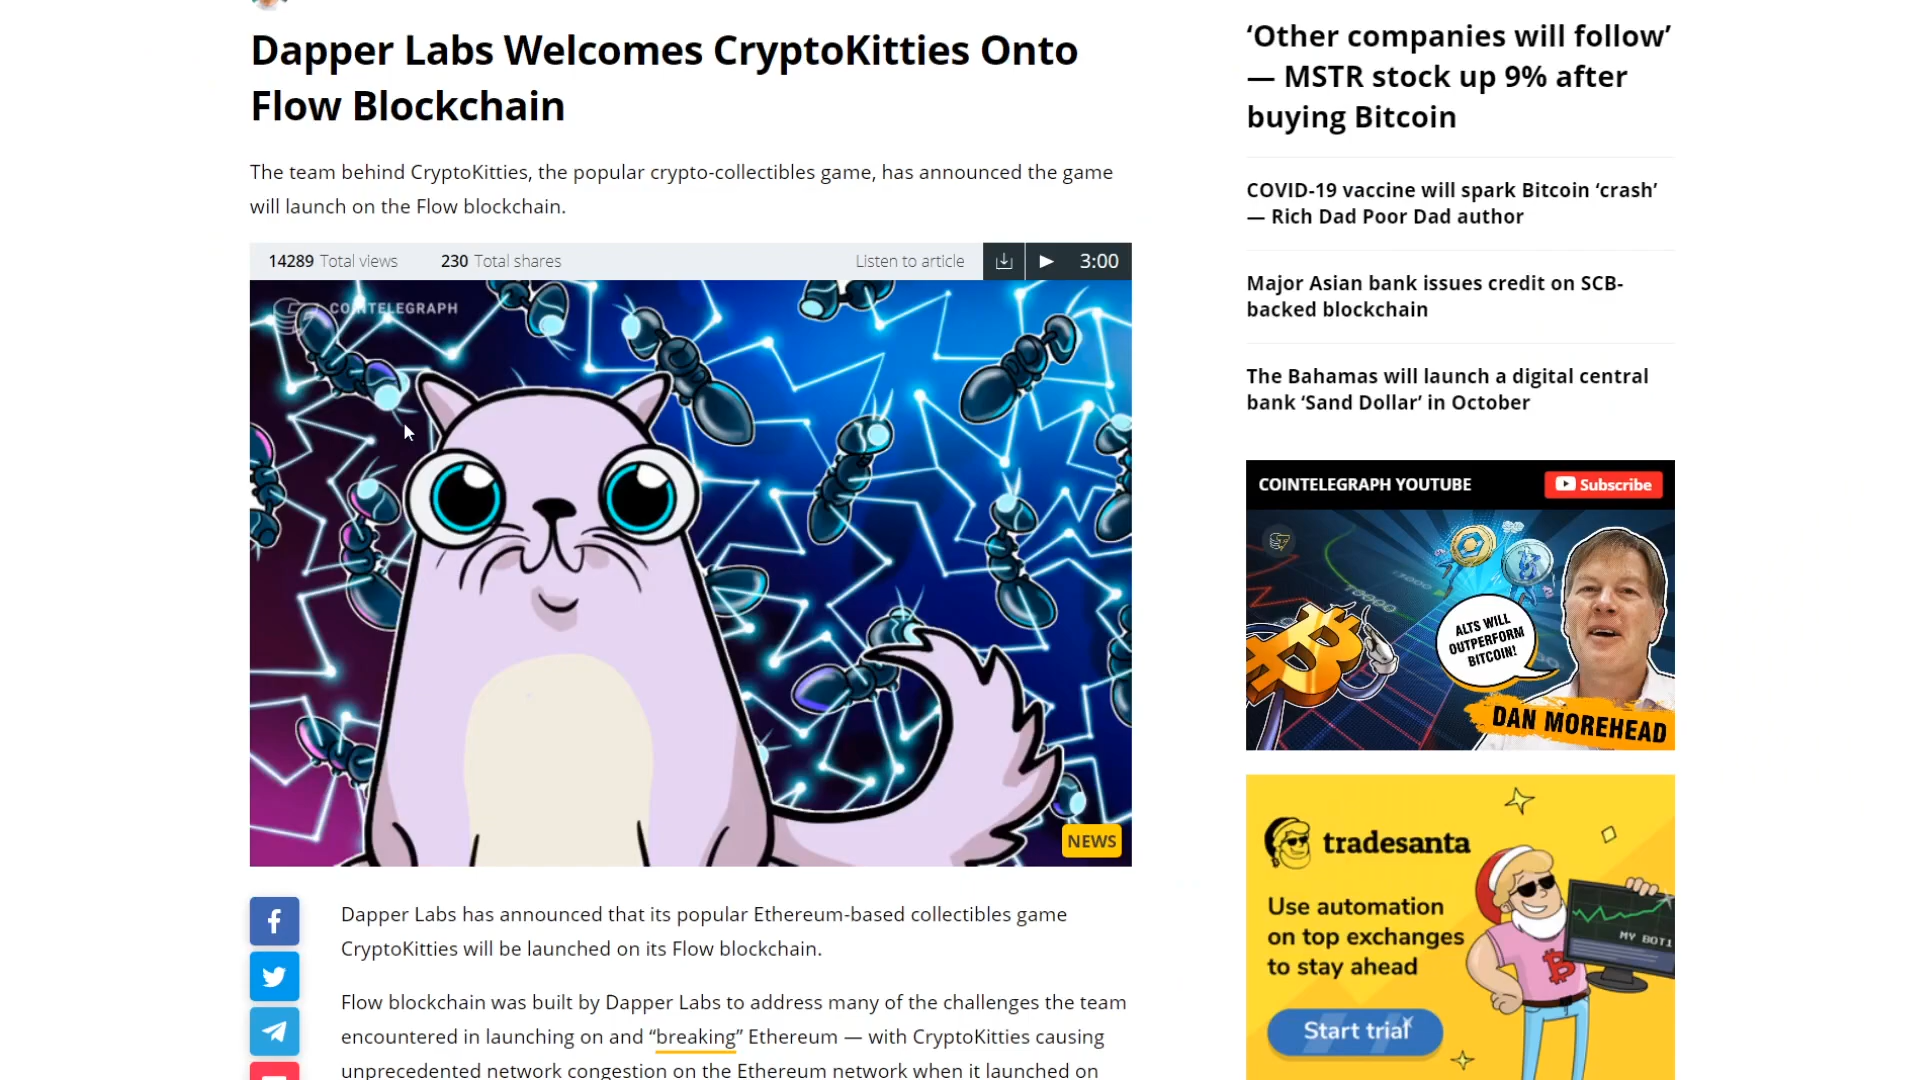 Dapper Labs Welcomes CryptoKitties Onto
Flow Blockchain
The team behind CryptoKitties, the popular crypto-collectibles game, has announced the game
will launch on the Flow blockchain.
14289 Total views 230 Total shares Listen to article 3:00
COINTELEGRAPH
NEWS
Dapper Labs has announced that its popular Ethereum-based collectibles game
CryptoKitties will be launched on its Flow blockchain.
Flow blockchain was built by Dapper Labs to address many of the challenges the team
encountered in launching on and “breaking” Ethereum — with CryptoKitties causing
unprecedented network congestion on the Ethereum network when it launched on
‘Other companies will follow’
— MSTR stock up 9% after
buying Bitcoin
COVID-19 vaccine will spark Bitcoin ‘crash’
— Rich Dad Poor Dad author
Major Asian bank issues credit on SCB-
backed blockchain
The Bahamas will launch a digital central
bank ‘Sand Dollar’ in October
COINTELEGRAPH YOUTUBE Subscribe
ALTS WILL
OUTPERFORM
BITCOIN!
DAN MOREHEAD
tradesanta
Use automation
on top exchanges
to stay ahead
MY BOT1
Start trial